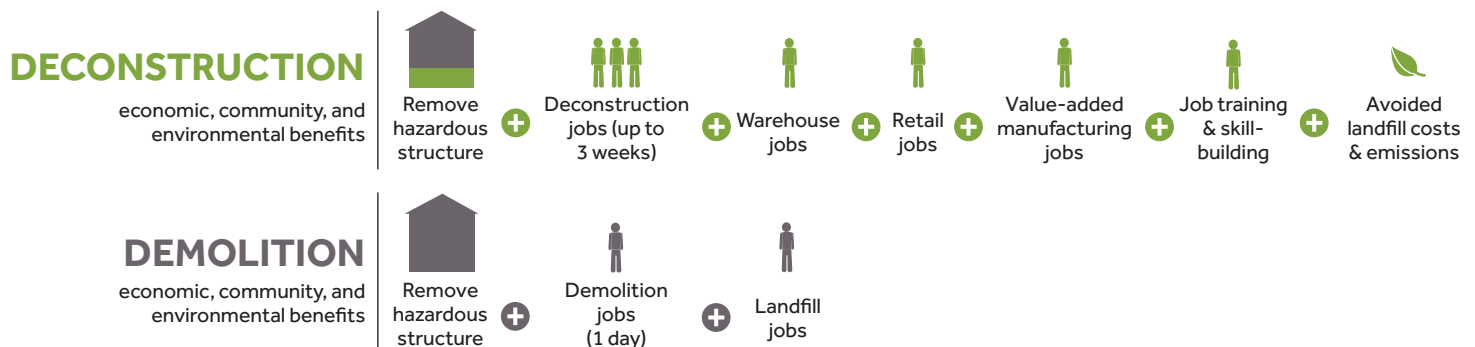 DECONSTRUCTION
economic, community, and
environmental benefits
Remove
hazardous
structure
Deconstruction
jobs (up to
3 weeks)
Warehouse
jobs
Retail
jobs
Value-added
manufacturing
jobs
Job training
& skill-
building
Avoided
landfill costs
& emissions
DEMOLITION
economic, community, and
environmental benefits
Remove
hazardous
structure
Demolition
jobs
(1 day)
Landfill
jobs